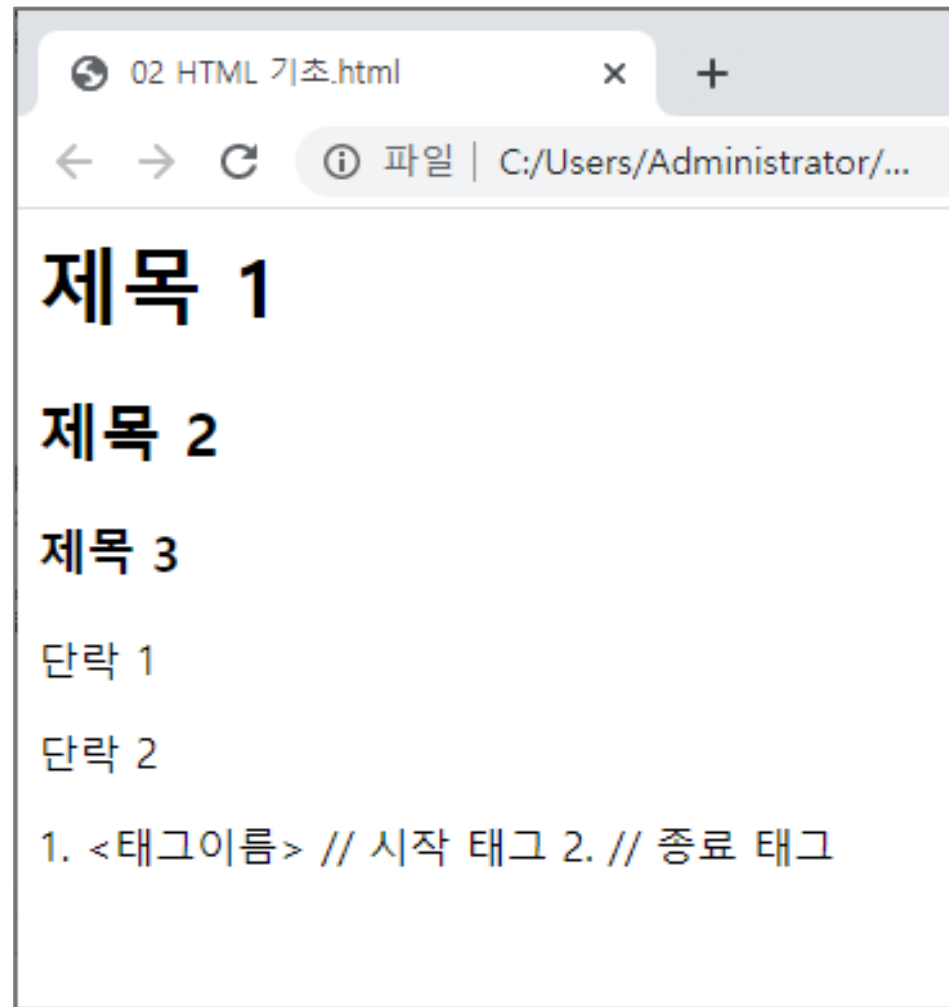 02 HTML 기초.html
파일 | C:/Users/Administrator/...
제목 1
제목 2
제목 3
단락 1
단락 2
1. <태그이름> // 시작 태그 2. // 종료 태그